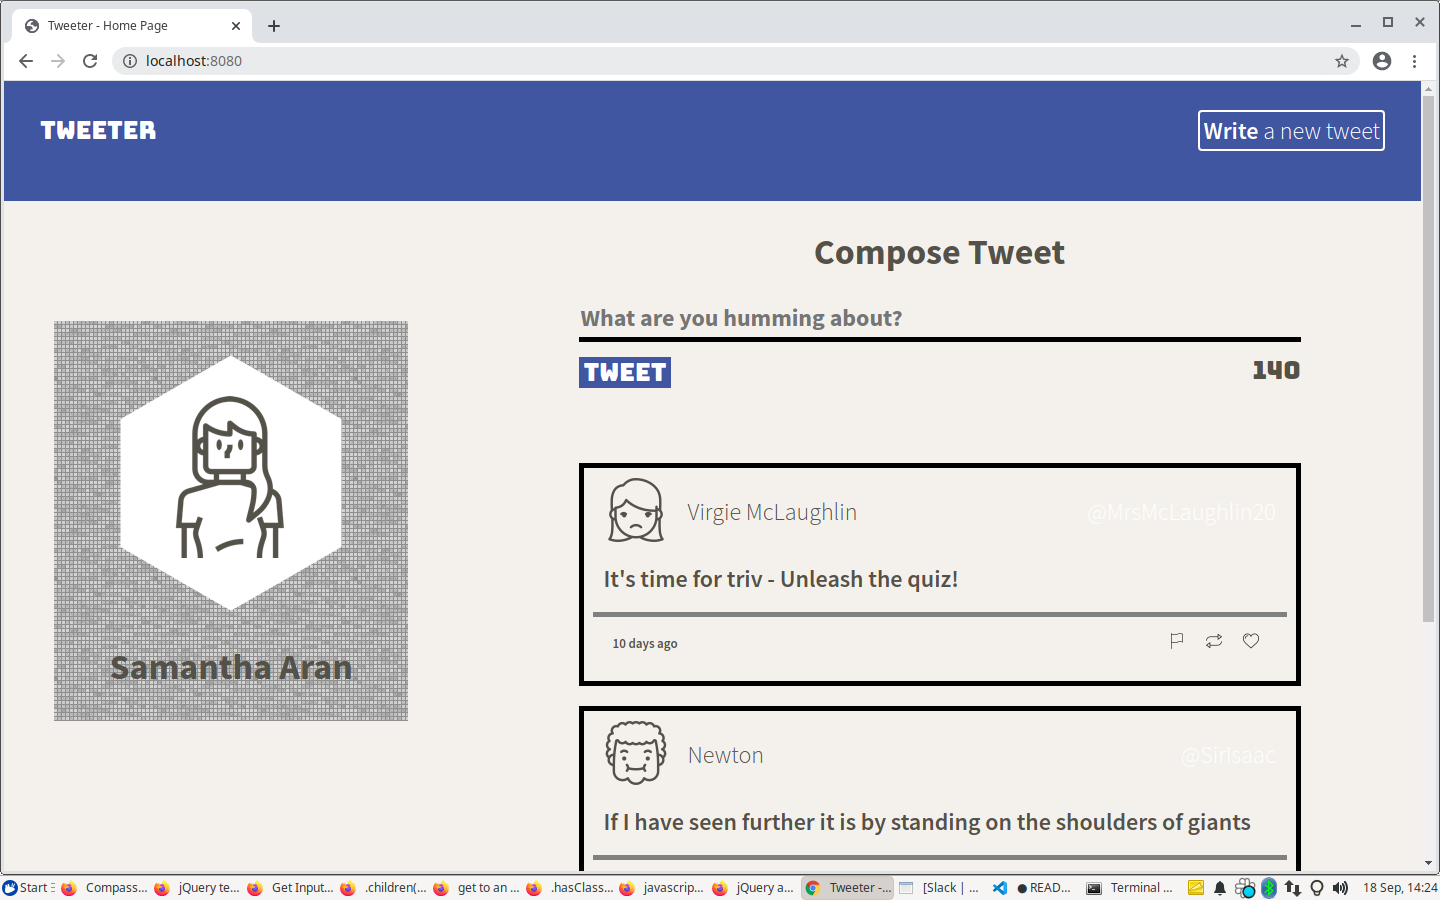 Tweeter - Home Page
localhost:8080
TWEETER
Write a new tweet
Compose Tweet
What are you humming about?
TWEET
140
Samantha Aran
Virgie McLaughlin
@MrsMcLaughlin20
It's time for triv - Unleash the quiz!
10 days ago
Newton
@SirIsaac
If I have seen further it is by standing on the shoulders of giants
Start
Compass...
jQuery te...
Get Input...
.children(...
get to an ...
.hasClass...
javascrip...
jQuery a...
Tweeter -...
[Slack | ...
● READ...
Terminal ...
18 Sep, 14:24